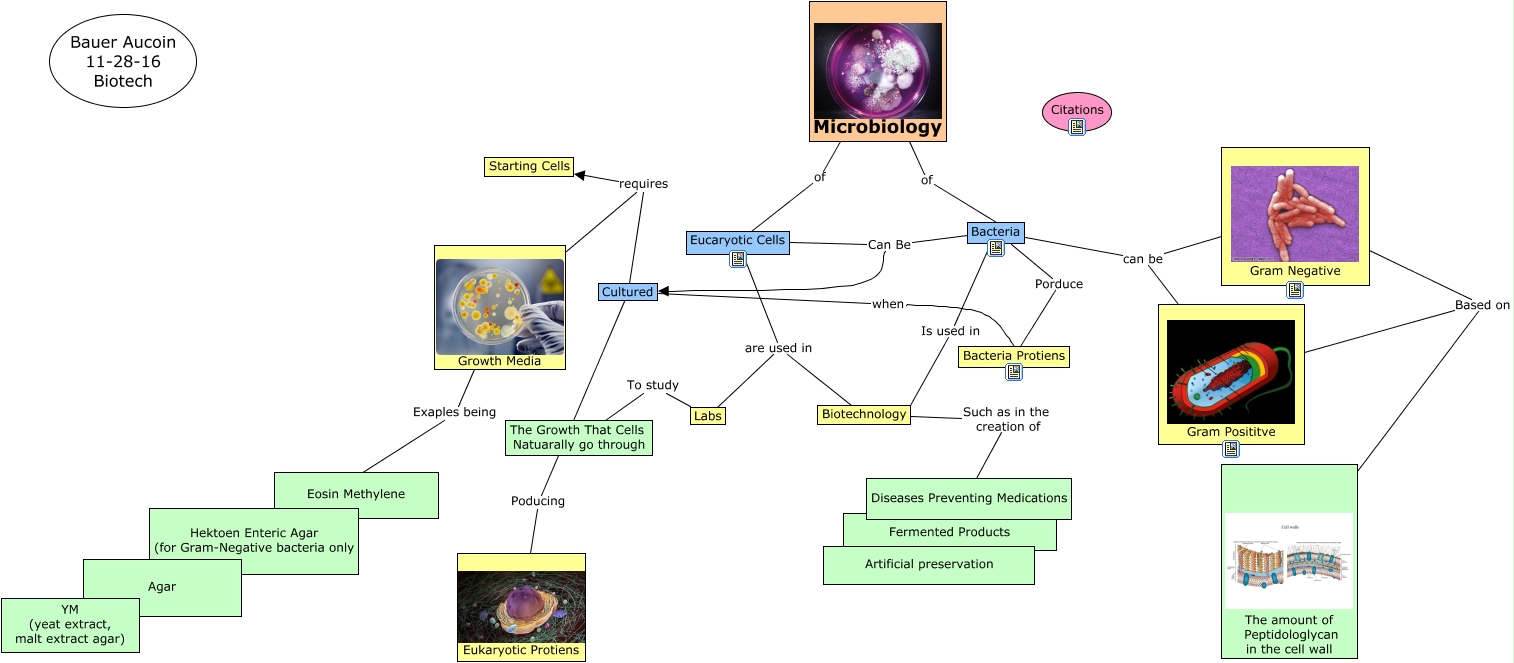 Bauer Aucoin
11-28-16
Biotech
Microbiology
Citations
of
of
Starting Cells
requires
Eucaryotic Cells
Can Be
Bacteria
can be
Gram Negative
Cultured
when
Porduce
Based on
Growth Media
are used in
Is used in
Bacteria Protiens
Gram Posititve
To study
Exaples being
Labs
Biotechnology
Such as in the
creation of
The Growth That Cells
Natuarally go through
Eosin Methylene
Poducing
Diseases Preventing Medications
Hektoen Enteric Agar
(for Gram-Negative bacteria only
Fermented Products
Agar
Artificial preservation
YM
(yeat extract,
malt extract agar)
Eukaryotic Protiens
Cell walls
The amount of
Peptidologlycan
in the cell wall